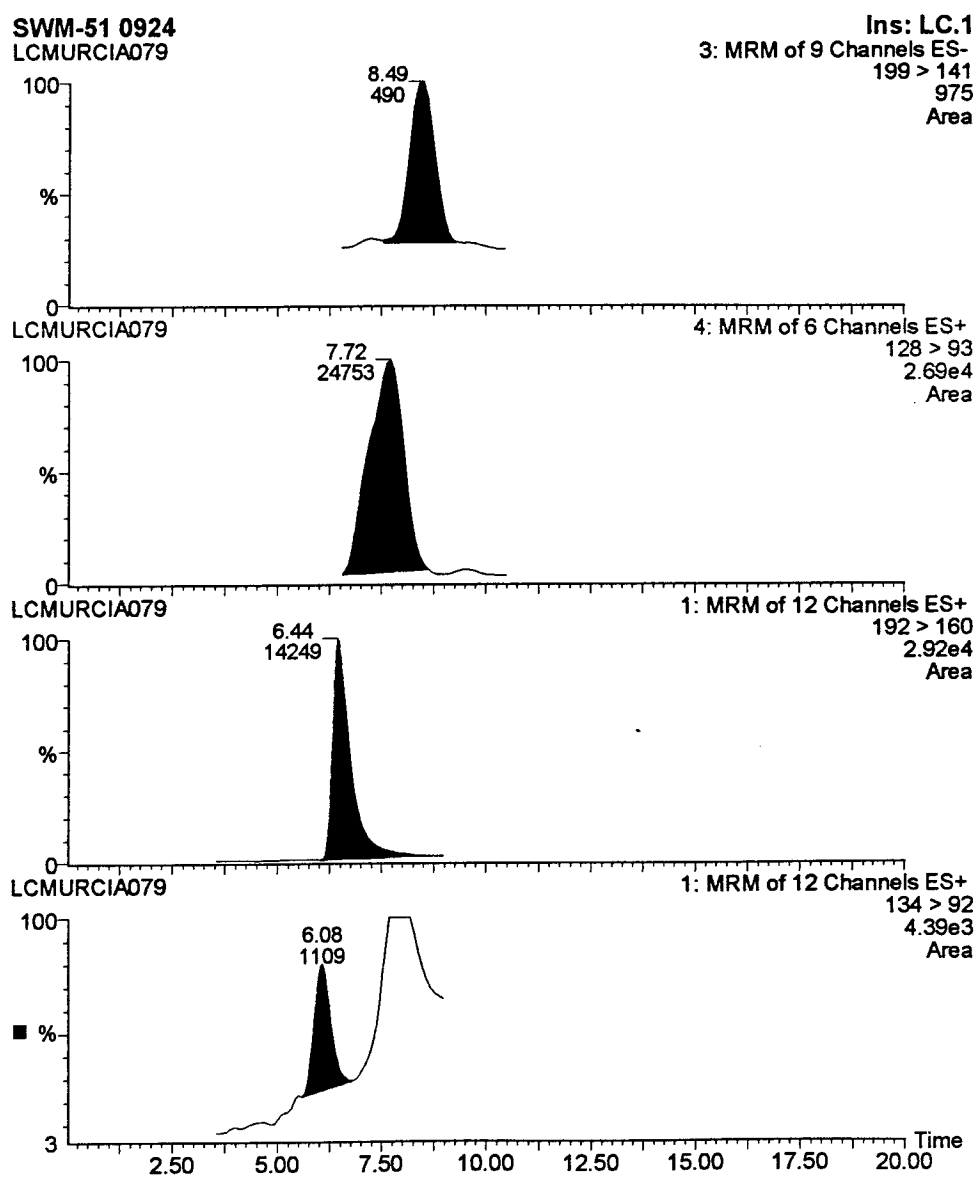 SWM-51 0924 Ins: LC.1
LCMURCIA079 3: MRM of 9 Channels ES-
199 > 141
975
Area
8.49
490
100
%
0
LCMURCIA079 4: MRM of 6 Channels ES+
128 > 93
2.69e4
Area
7.72
24753
100
%
0
LCMURCIA079 1: MRM of 12 Channels ES+
192 > 160
2.92e4
Area
6.44
14249
100
%
0
LCMURCIA079 1: MRM of 12 Channels ES+
134 > 92
4.39e3
Area
6.08
1109
100
%
3
Time
2.50 5.00 7.50 10.00 12.50 15.00 17.50 20.00